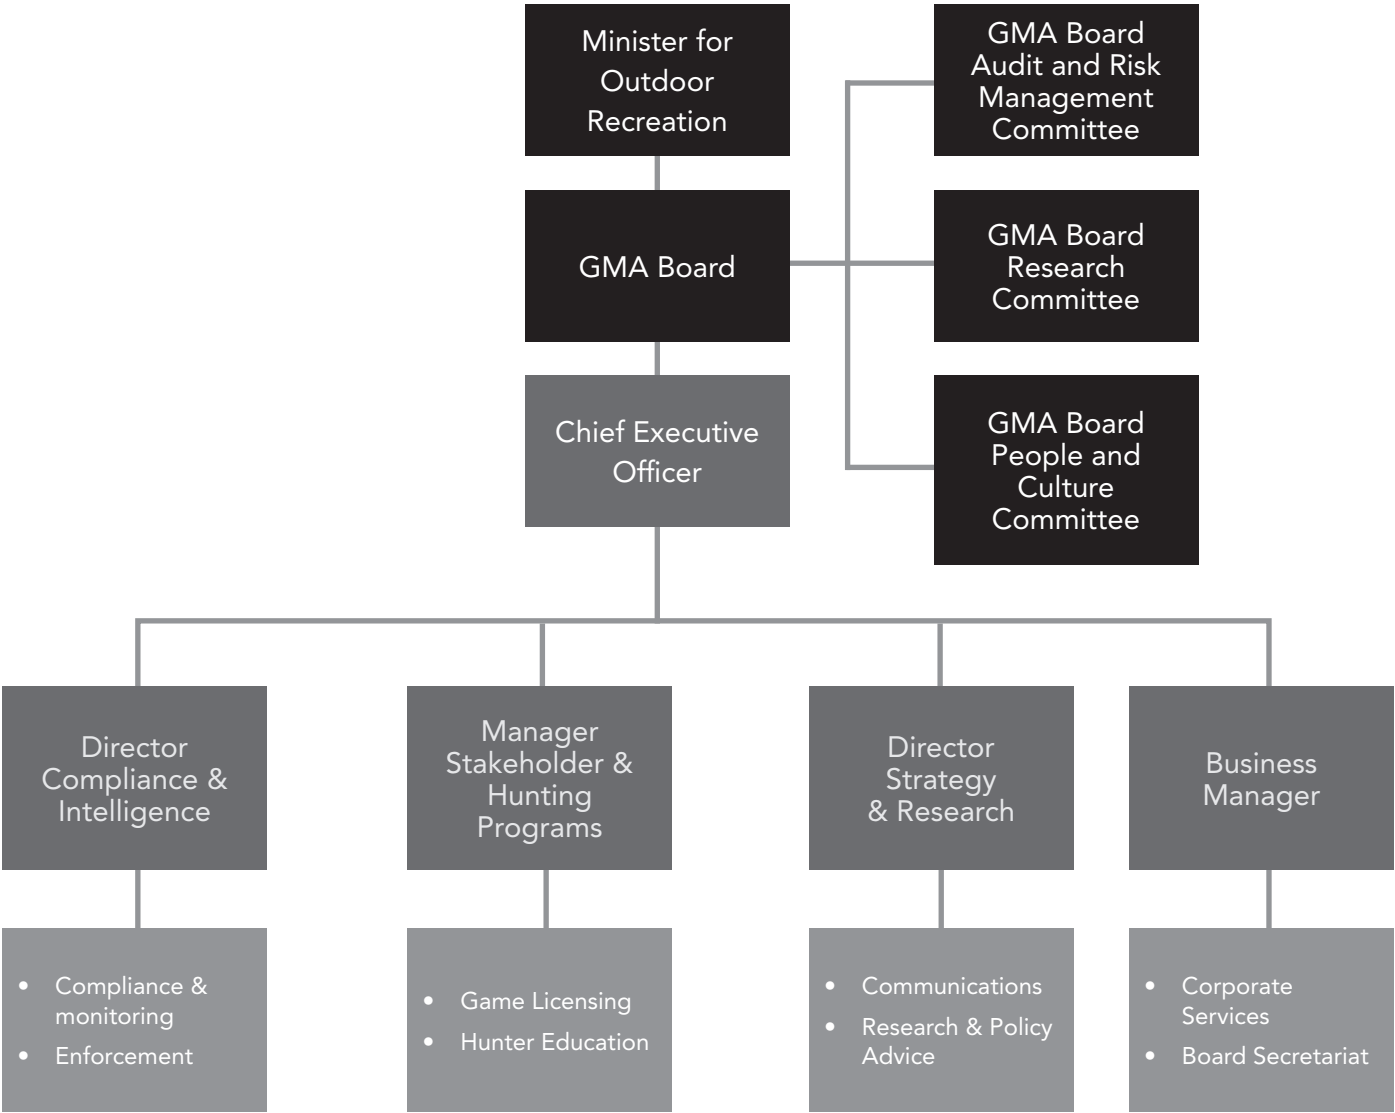 Minister for
Outdoor
Recreation
GMA Board
Audit and Risk
Management
Committee
GMA Board
GMA Board
Research
Committee
Chief Executive
Officer
GMA Board
People and
Culture
Committee
Director
Compliance &
Intelligence
Manager
Stakeholder &
Hunting
Programs
Director
Strategy
& Research
Business
Manager
• Compliance &
monitoring
• Enforcement
• Game Licensing
• Hunter Education
• Communications
• Research & Policy
Advice
• Corporate
Services
• Board Secretariat